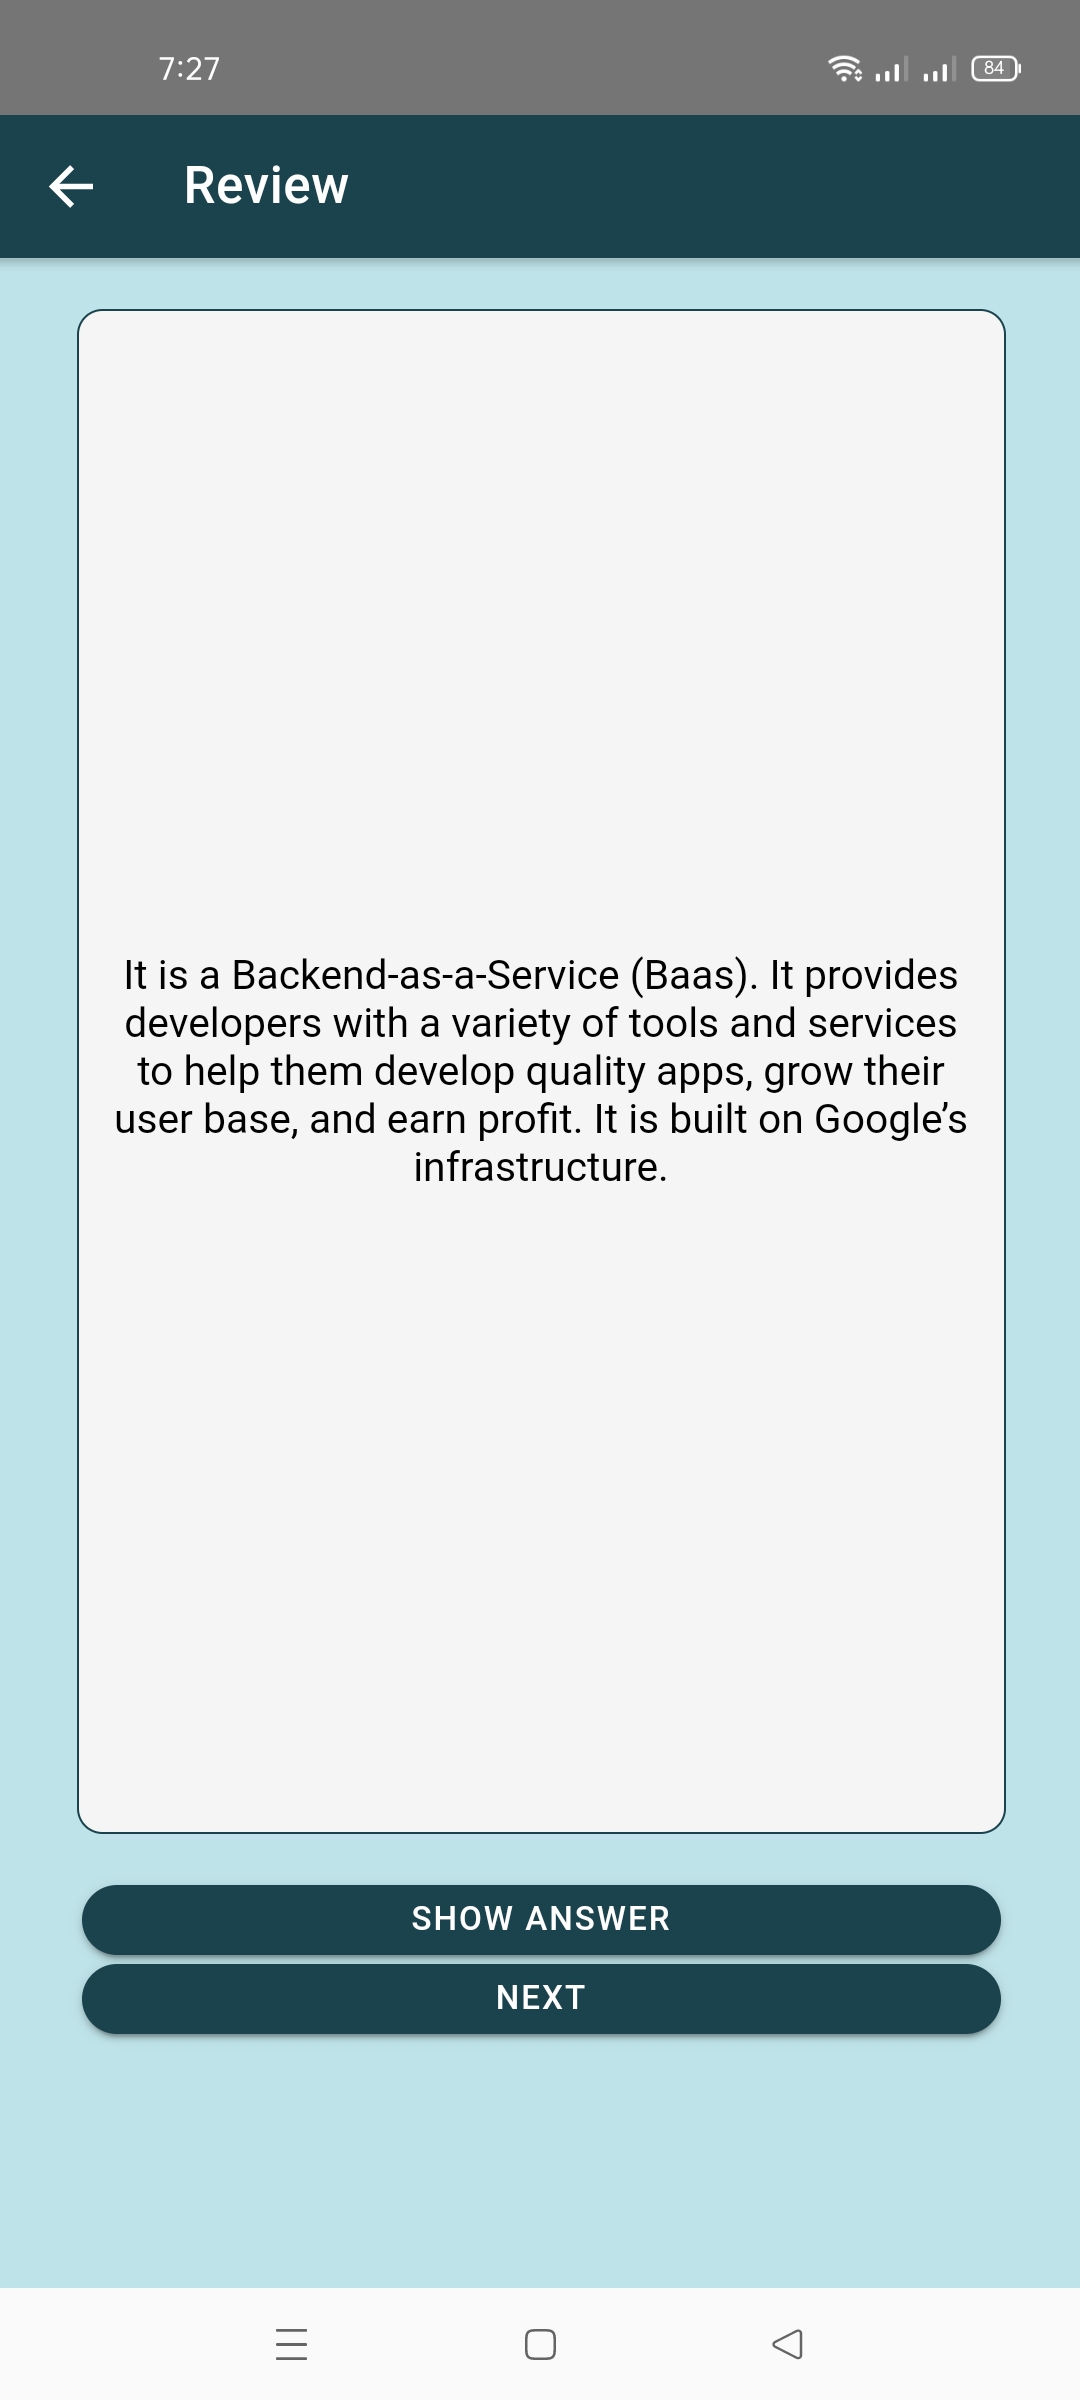 7:27
84
Review
It is a Backend-as-a-Service (Baas). It provides
developers with a variety of tools and services
to help them develop quality apps, grow their
user base, and earn profit. It is built on Google’s
infrastructure.
SHOW ANSWER
NEXT